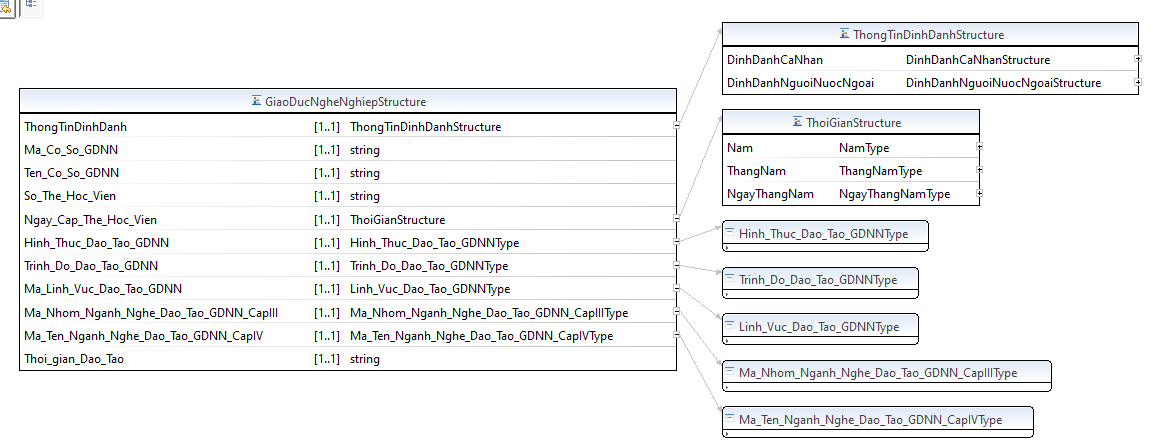 ThongTinDinhDanhStructure
DinhDanhCaNhan DinhDanhCaNhanStructure
DinhDanhNguoiNuocNgoai DinhDanhNguoiNuocNgoaiStructure
GiaoDucNgheNghiepStructure
ThongTinDinhDanh [1..1] ThongTinDinhDanhStructure
Ma_Co_So_GDNN [1..1] string
Ten_Co_So_GDNN [1..1] string
So_The_Hoc_Vien [1..1] string
Ngay_Cap_The_Hoc_Vien [1..1] ThoiGianStructure
Hinh_Thuc_Dao_Tao_GDNN [1..1] Hinh_Thuc_Dao_Tao_GDNNType
Trinh_Do_Dao_Tao_GDNN [1..1] Trinh_Do_Dao_Tao_GDNNType
Ma_Linh_Vuc_Dao_Tao_GDNN [1..1] Linh_Vuc_Dao_Tao_GDNNType
Ma_Nhom_Nganh_Nghe_Dao_Tao_GDNN_CapIII [1..1] Ma_Nhom_Nganh_Nghe_Dao_Tao_GDNN_CapIIIType
Ma_Ten_Nganh_Nghe_Dao_Tao_GDNN_CapIV [1..1] Ma_Ten_Nganh_Nghe_Dao_Tao_GDNN_CapIVType
Thoi_gian_Dao_Tao [1..1] string
ThoiGianStructure
Nam NamType
ThangNam ThangNamType
NgayThangNam NgayThangNamType
Hinh_Thuc_Dao_Tao_GDNNType
Trinh_Do_Dao_Tao_GDNNType
Linh_Vuc_Dao_Tao_GDNNType
Ma_Nhom_Nganh_Nghe_Dao_Tao_GDNN_CapIIIType
Ma_Ten_Nganh_Nghe_Dao_Tao_GDNN_CapIVType